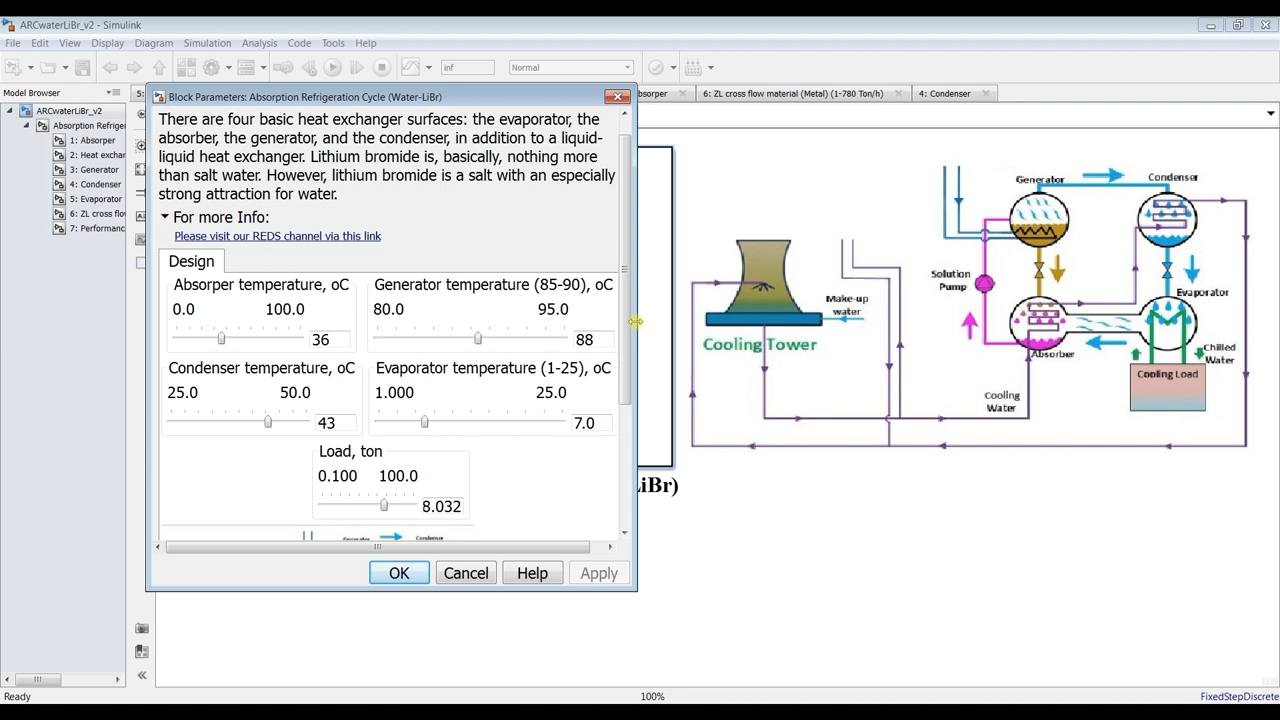 ARCwaterLiBr_v2 - Simulink
File Edit View Display Diagram Simulation Analysis Code Tools Help
inf
Normal
Model Browser
5:
Absorper
6: ZL cross flow material (Metal) (1-780 Ton/h)
4: Condenser
ARCwaterLiBr_v2
Absorption Refriger
1: Absorper
2: Heat exchar
3: Generator
4: Condenser
5: Evaporator
6: ZL cross flo
7: Performanc
Block Parameters: Absorption Refrigeration Cycle (Water-LiBr)
There are four basic heat exchanger surfaces: the evaporator, the
absorber, the generator, and the condenser, in addition to a liquid-
liquid heat exchanger. Lithium bromide is, basically, nothing more
than salt water. However, lithium bromide is a salt with an especially
strong attraction for water.
For more Info:
Please visit our REDS channel via this link
Design
Absorper temperature, oC
0.0 100.0
36
Generator temperature (85-90), oC
80.0 95.0
88
Condenser temperature, oC
25.0 50.0
43
Evaporator temperature (1-25), oC
1.000 25.0
7.0
Load, ton
0.100 100.0
8.032
Generator Condenser
OK Cancel Help Apply
LiBr)
Generator
Condenser
Solution
Pump
Evaporator
Make-up
water
Cooling Tower
Absorber
Chilled
Water
Cooling Load
Cooling
Water
Ready
100%
FixedStepDiscrete